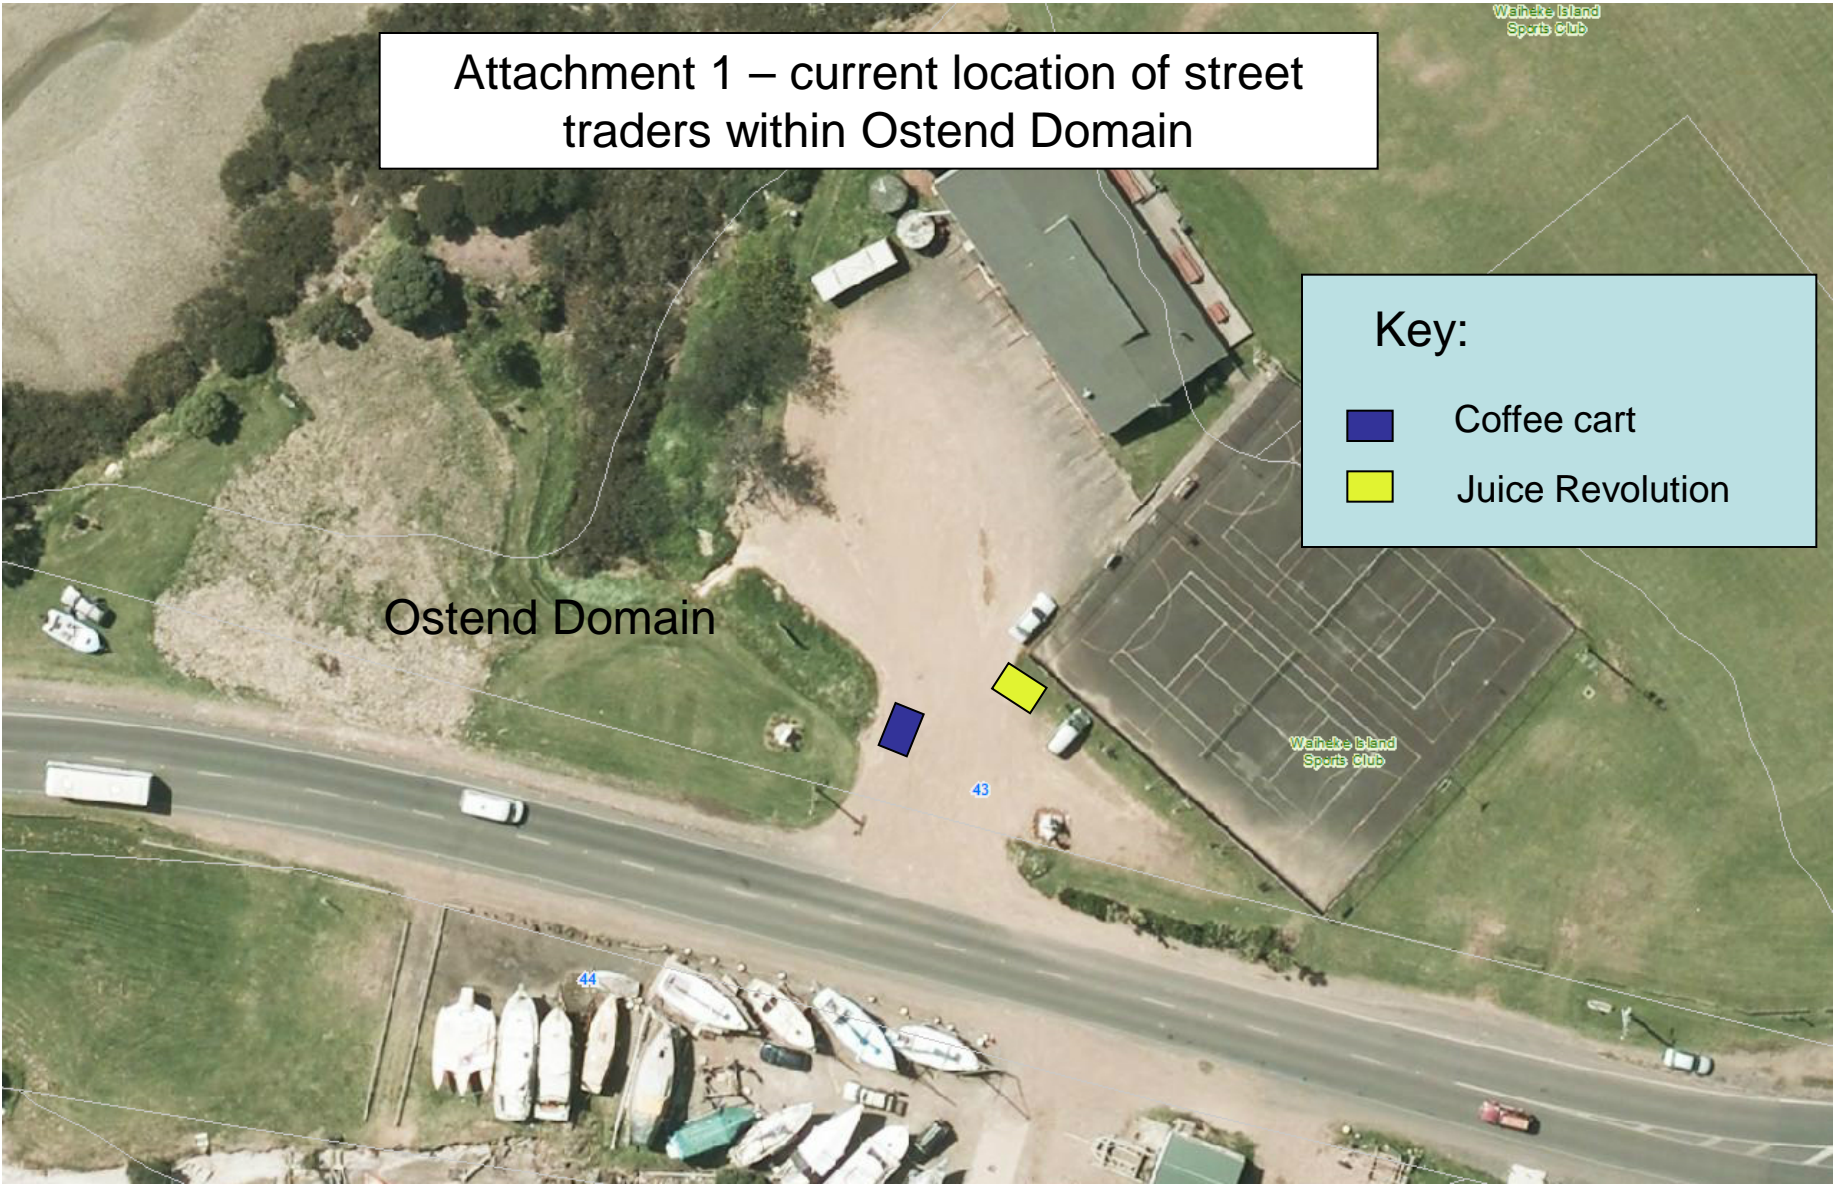 Waiheke Island
Sports Club
Attachment 1 – current location of street
traders within Ostend Domain
Key:
Coffee cart
Juice Revolution
Ostend Domain
Waiheke Island
Sports Club
43
44